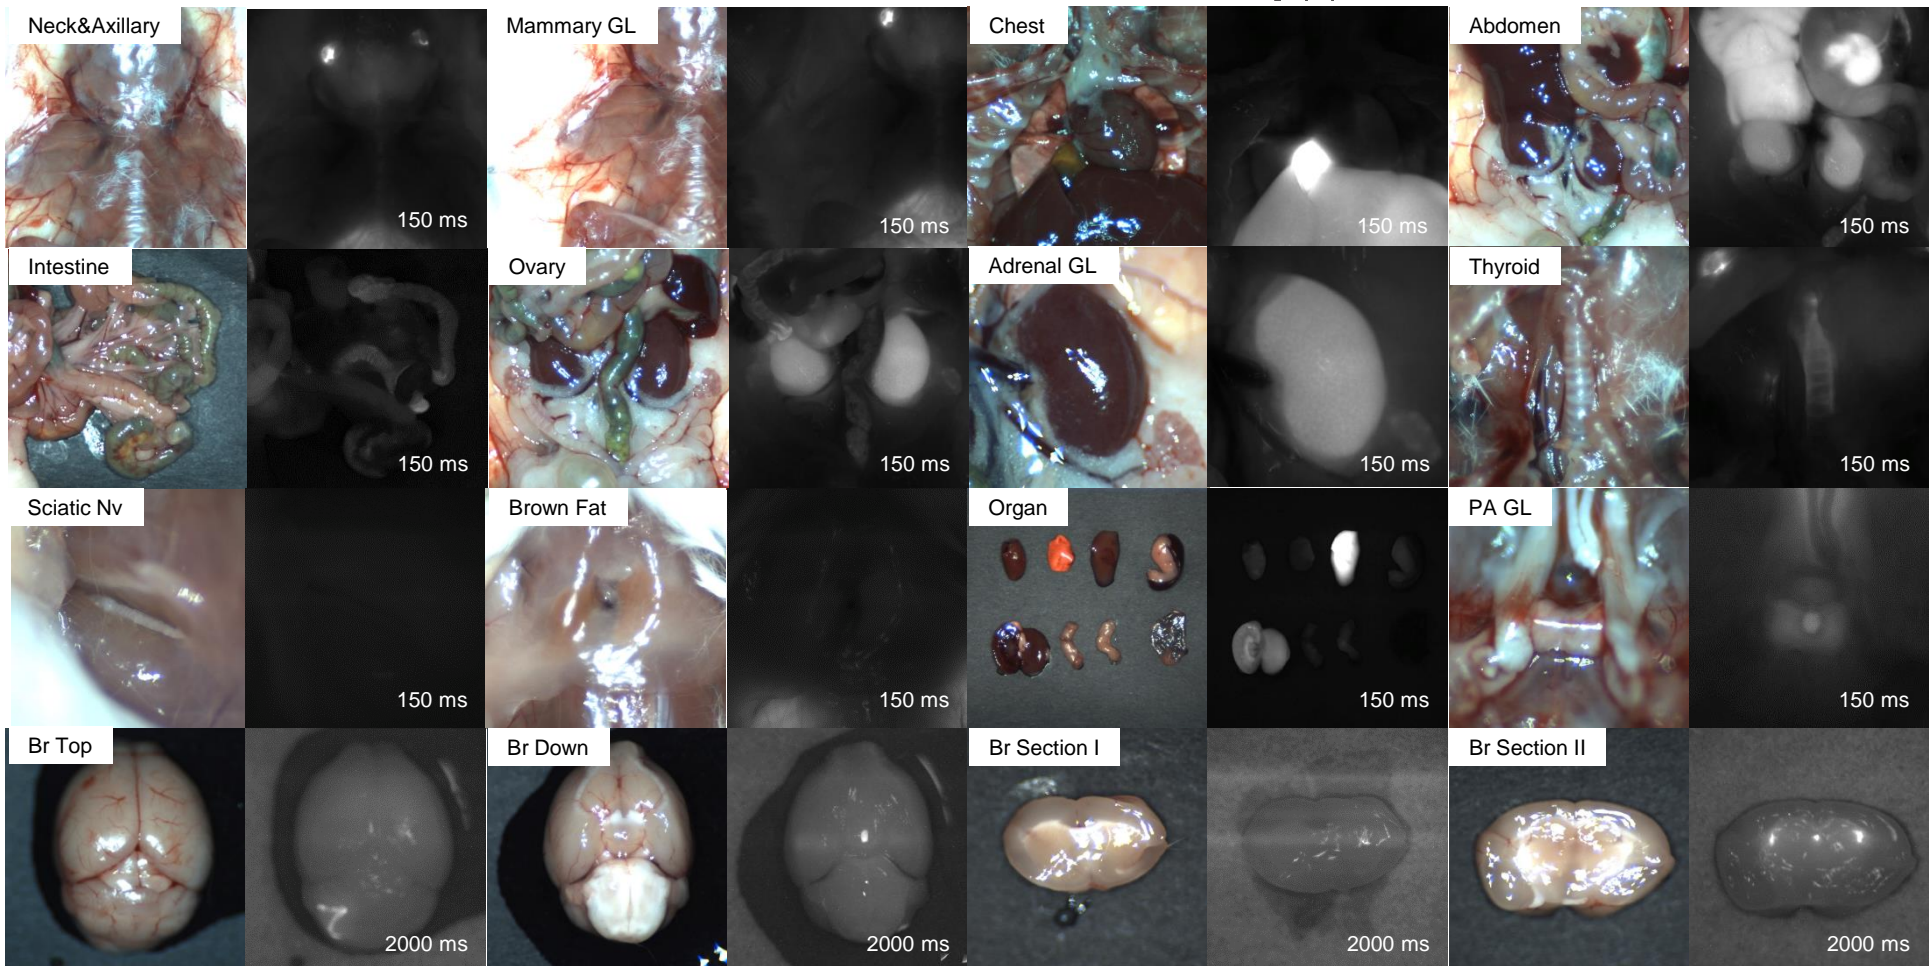 Neck&Axillary
150 ms
Mammary GL
150 ms
Chest
150 ms
Abdomen
150 ms
Intestine
150 ms
Ovary
150 ms
Adrenal GL
150 ms
Thyroid
150 ms
Sciatic Nv
150 ms
Brown Fat
Organ
150 ms
PA GL
150 ms
Br Top
2000 ms
Br Down
2000 ms
Br Section I
2000 ms
Br Section II
2000 ms